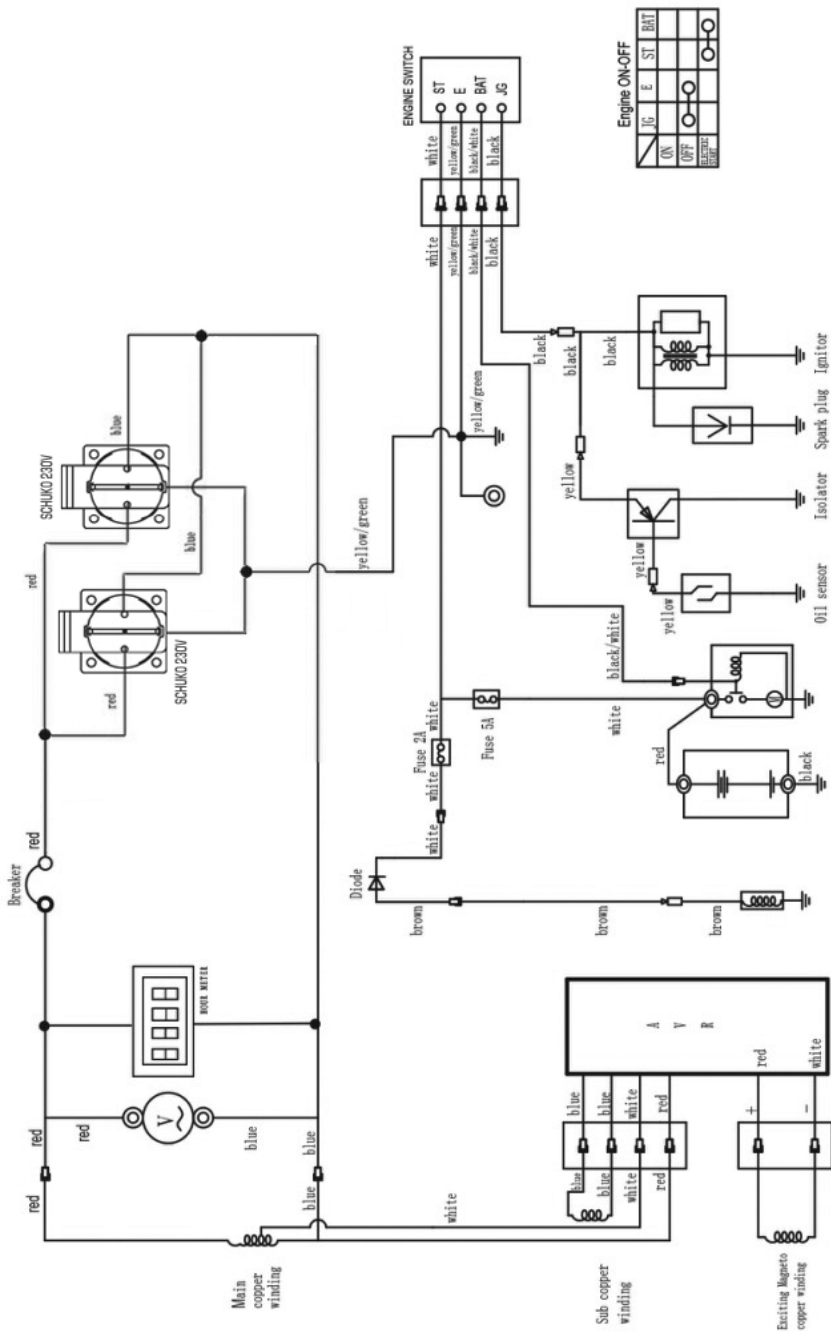 Main
copper
winding
red
red
red
blue
V
HOUR METER
blue
blue
Breaker
red
red
red
SCHUKO 230V
SCHUKO 230V
blue
blue
yellow/green
white
Sub copper
winding
blue
blue
white
red
blue
blue
white
red
A V R
Exciting Magneto
copper winding
+
-
red
white
Diode
brown
brown
brown
white
white
Fuse 2A
white
Fuse 5A
white
red
black
black/white
yellow/green
white
yellow/green
black/white
black
white
yellow/green
black/white
black
ENGINE SWITCH
ST
E
BAT
JG
black
black
black
yellow
yellow
yellow
Oil sensor
Isolator
Spark plug
Ignitor
Engine ON-OFF
JG E ST BAT
ON
OFF
ELECTRIC
START